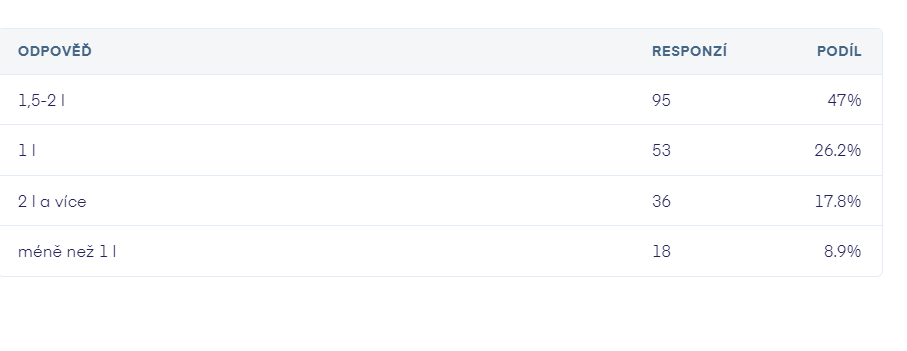 ODPOVĚĎ RESPONZÍ PODÍL
1,5-2 l 95 47%
1 l 53 26.2%
2 l a více 36 17.8%
méně než 1 l 18 8.9%